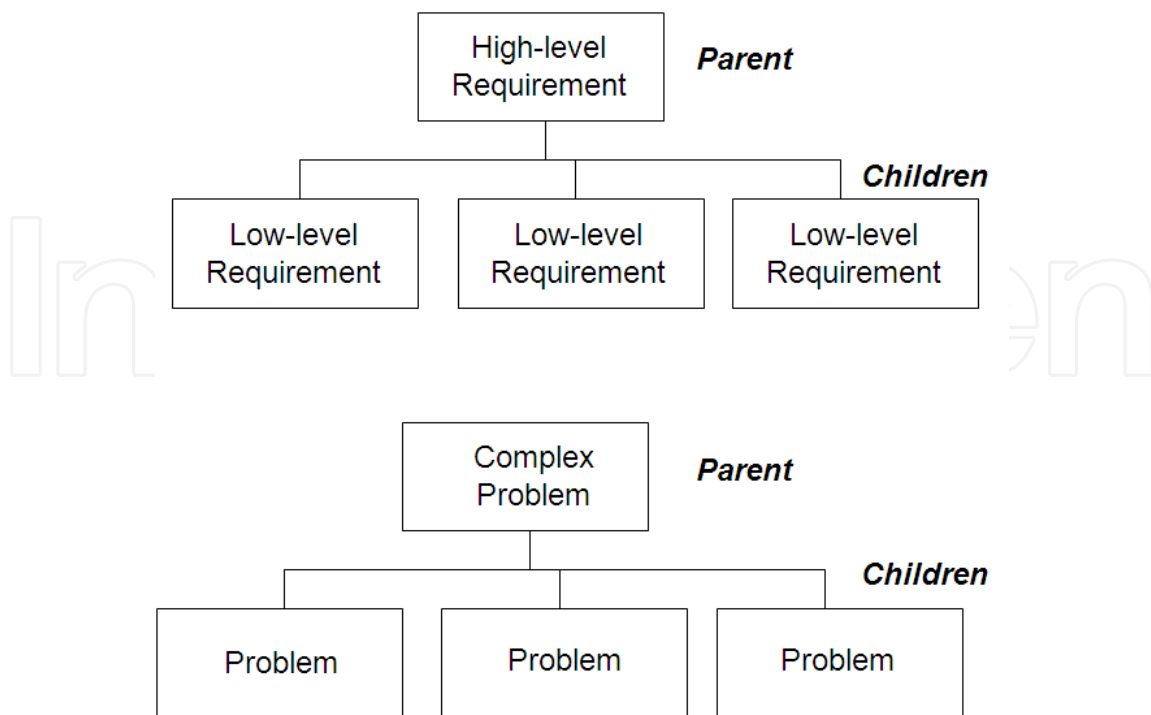 High-level
Requirement
Parent
Children
Low-level
Requirement
Low-level
Requirement
Low-level
Requirement
Complex
Problem
Parent
Children
Problem
Problem
Problem